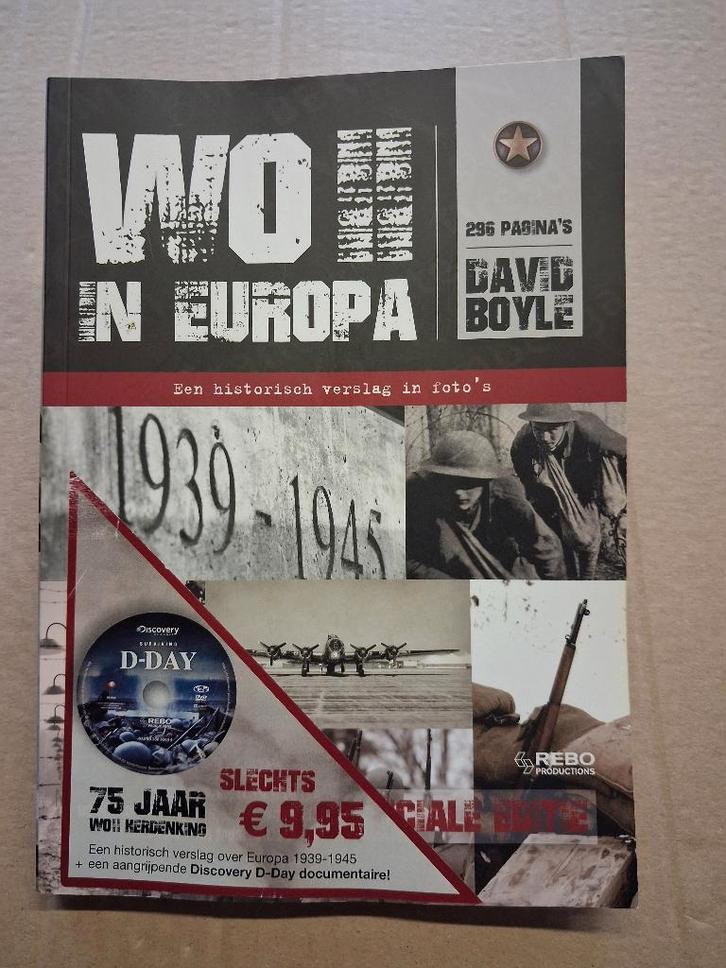 WO II
IN EUROPA
296 PAGINA'S
DAVID
BOYLE
Een historisch verslag in foto's
1939 - 1945
Discovery
SURVIVING
D-DAY
DVD
REBO
REBO
PRODUCTIONS
SLECHTS
€ 9,95
75 JAAR
WOII HERDENKING
CIALE EDITIE
Een historisch verslag over Europa 1939-1945
+ een aangrijpende Discovery D-Day documentaire!